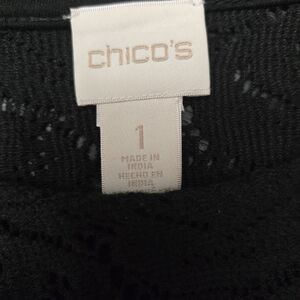 chico's
1
MADE IN
INDIA
HECHO EN
INDIA